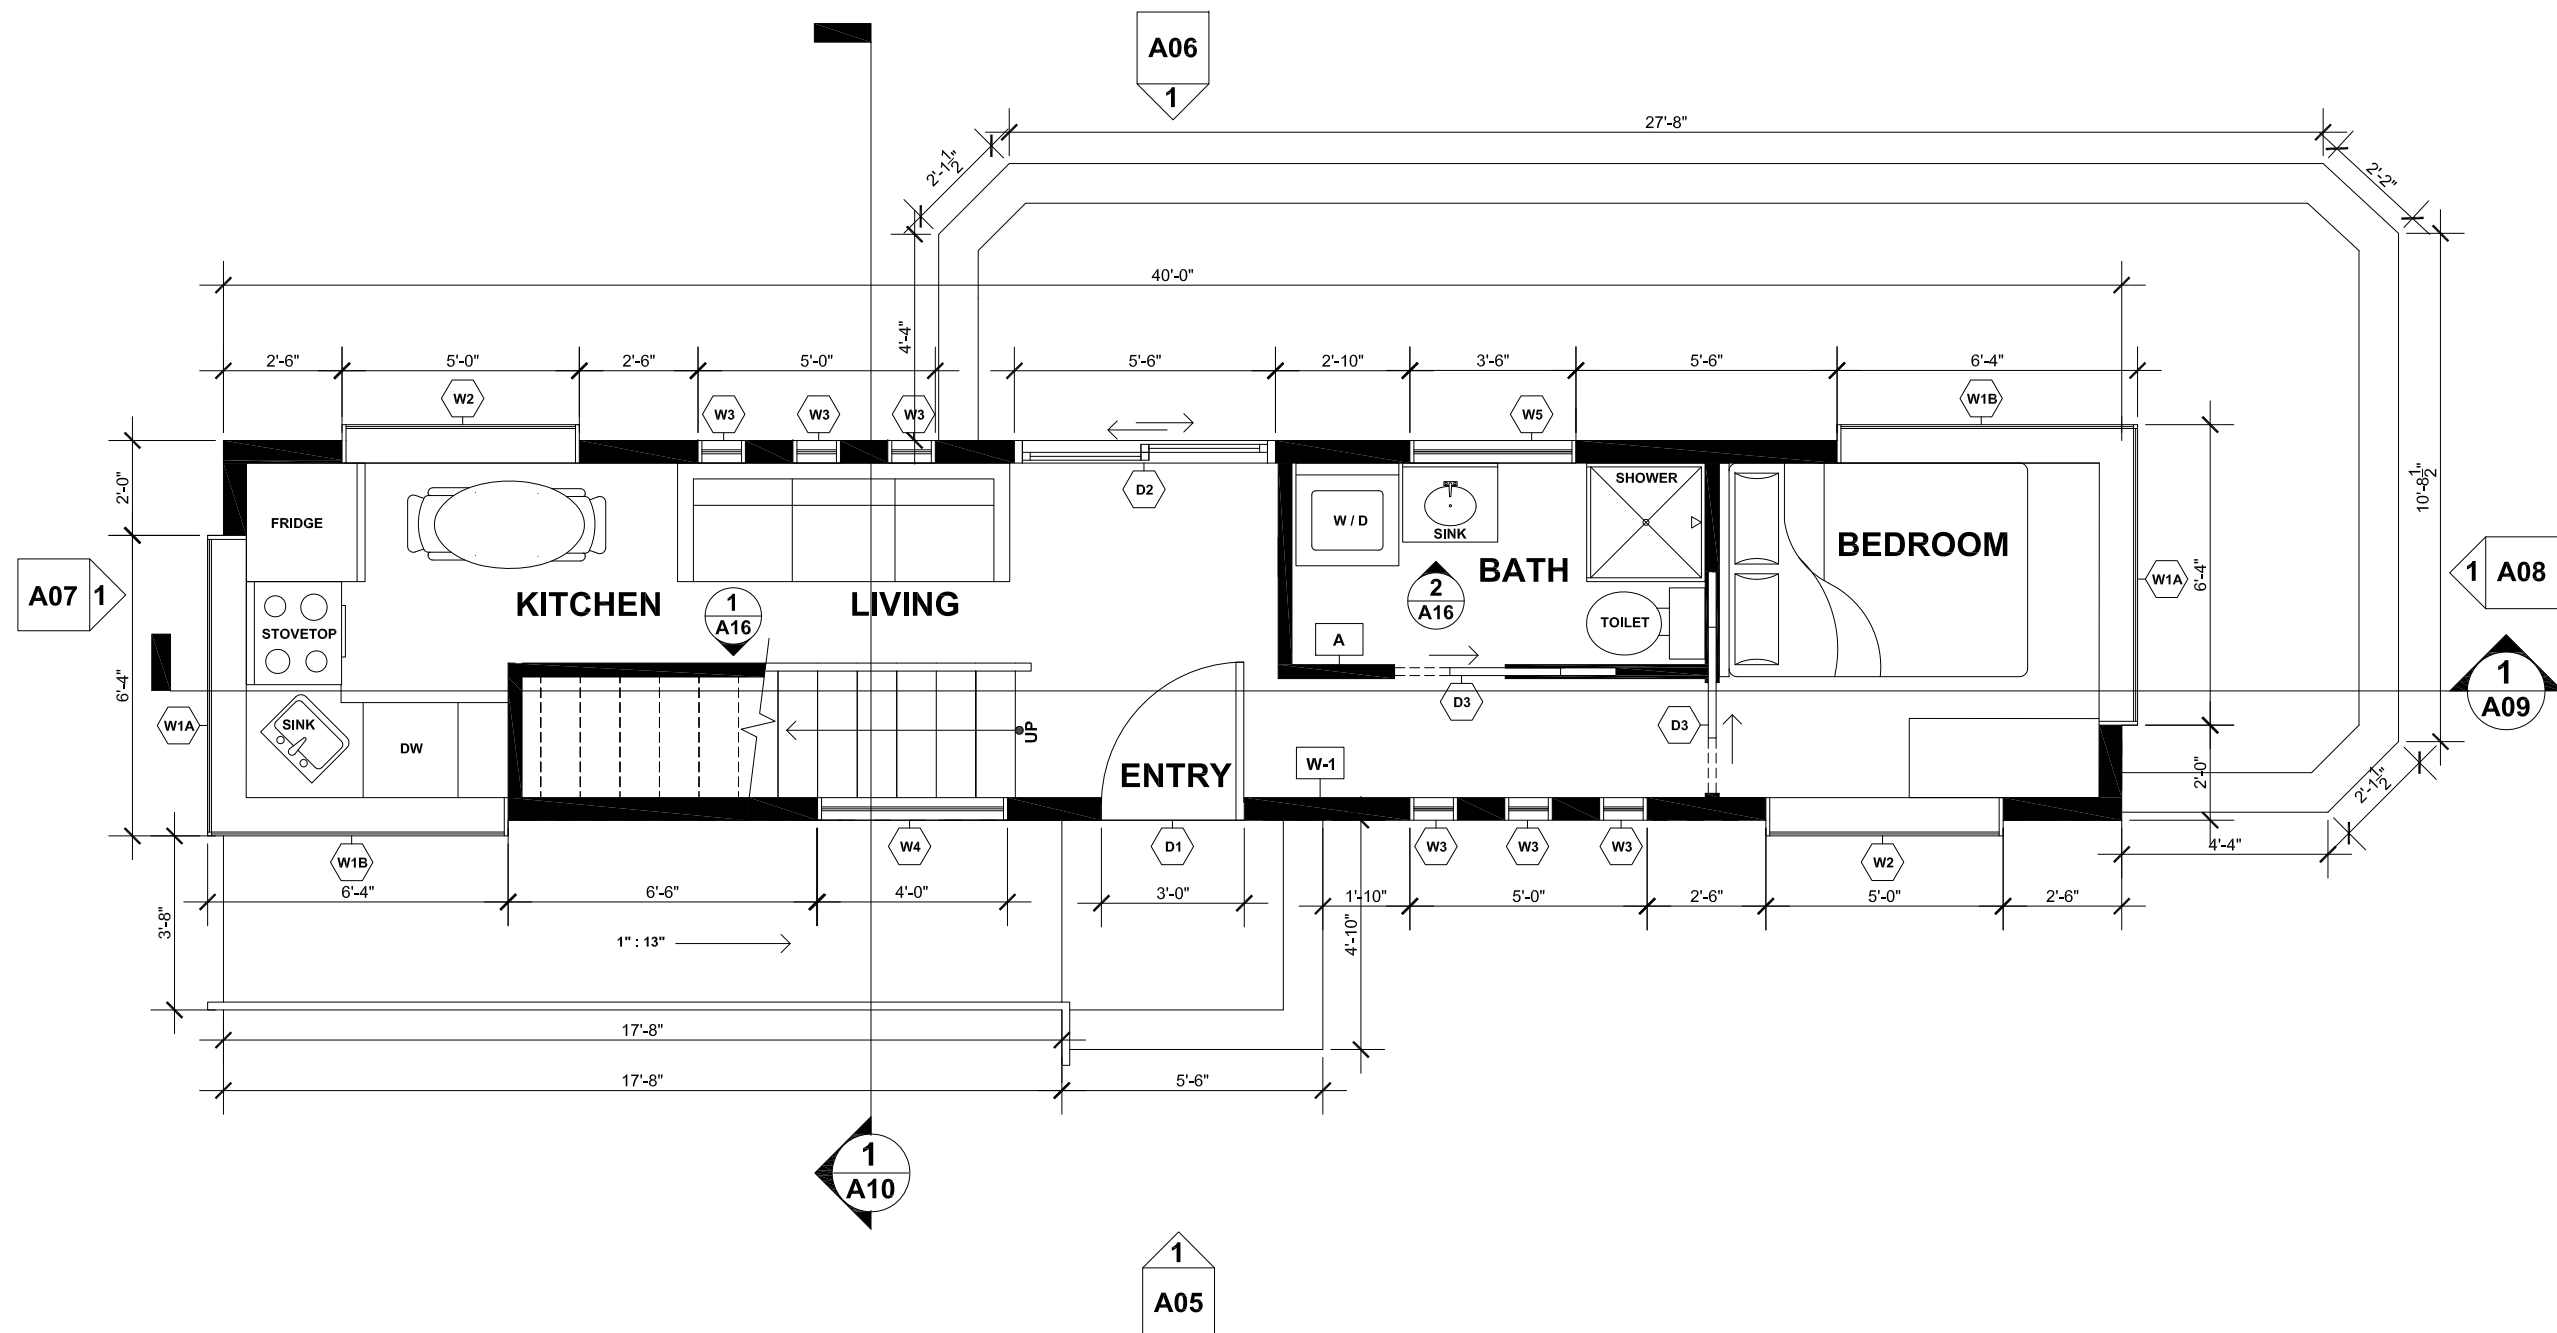 A06
1
27'-8"
2'-1 1/2"
2'-2"
40'-0"
4'-4"
2'-6"
5'-0"
2'-6"
5'-0"
5'-6"
2'-10"
3'-6"
5'-6"
6'-4"
W2
W3
W3
W3
W5
W1B
2'-0"
10'-8 1/2"
D2
FRIDGE
W / D
SINK
SHOWER
BEDROOM
BATH
A07
1
1
A08
W1A
6'-4"
KITCHEN
LIVING
1
A16
2
A16
STOVETOP
TOILET
A
6'-4"
W1A
SINK
DW
UP
D3
D3
1
A09
ENTRY
W-1
2'-0"
2'-1 1/2"
W1B
W4
D1
W3
W3
W3
W2
4'-4"
6'-4"
6'-6"
4'-0"
3'-0"
1'-10"
5'-0"
2'-6"
5'-0"
2'-6"
3'-8"
1" : 13"
4'-10"
17'-8"
17'-8"
5'-6"
1
A10
1
A05